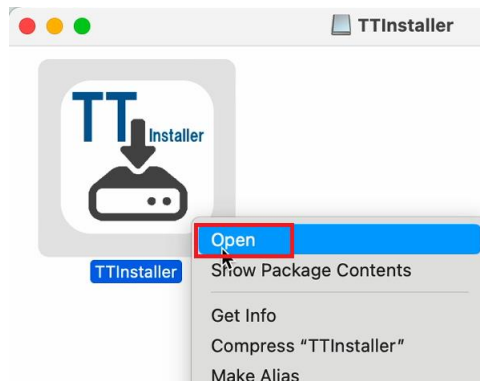 TTInstaller
TT Installer
TTInstaller
Open
Show Package Contents
Get Info
Compress “TTInstaller”
Make Alias